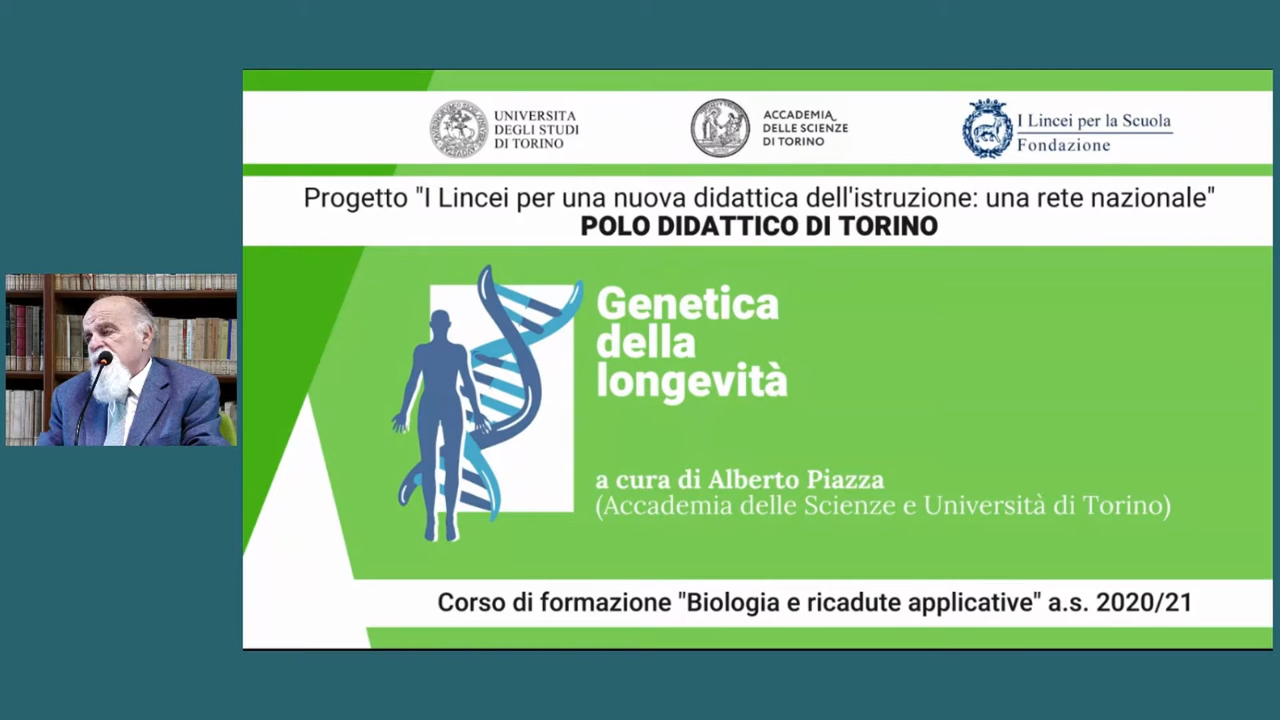 UNIVERSITÀ
DEGLI STUDI
DI TORINO
ACCADEMIA
DELLE SCIENZE
DI TORINO
I Lincei per la Scuola
Fondazione
Progetto "I Lincei per una nuova didattica dell'istruzione: una rete nazionale"
POLO DIDATTICO DI TORINO
Genetica
della
longevità
a cura di Alberto Piazza
(Accademia delle Scienze e Università di Torino)
Corso di formazione "Biologia e ricadute applicative" a.s. 2020/21